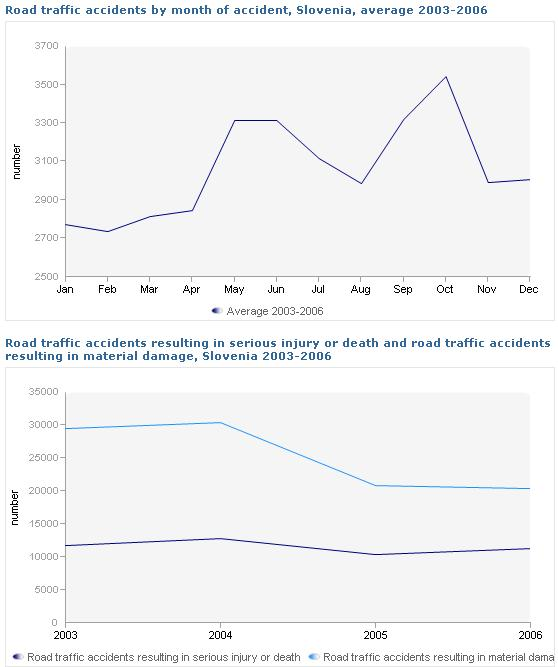 Road traffic accidents by month of accident, Slovenia, average 2003-2006
3700
3500
3300
3100
2900
2700
2500
number
Jan Feb Mar Apr May Jun Jul Aug Sep Oct Nov Dec
Average 2003-2006
Road traffic accidents resulting in serious injury or death and road traffic accidents
resulting in material damage, Slovenia 2003-2006
35000
30000
25000
20000
15000
10000
5000
0
number
2003 2004 2005 2006
Road traffic accidents resulting in serious injury or death Road traffic accidents resulting in material dama